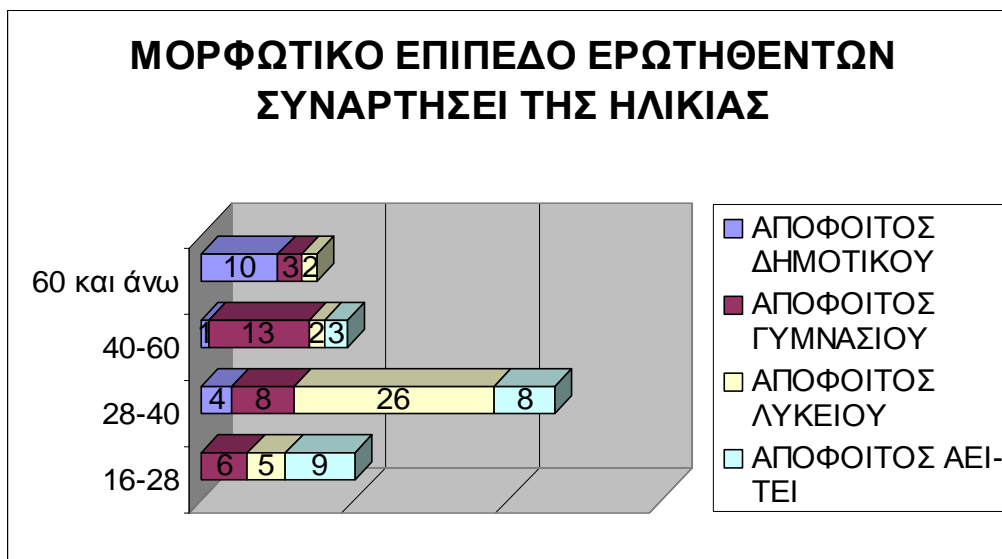 ΜΟΡΦΩΤΙΚΟ ΕΠΙΠΕΔΟ ΕΡΩΤΗΘΕΝΤΩΝ
ΣΥΝΑΡΤΗΣΕΙ ΤΗΣ ΗΛΙΚΙΑΣ
60 και άνω
10 3 2
40-60
1 13 2 3
28-40
4 8 26 8
16-28
6 5 9
ΑΠΟΦΟΙΤΟΣ
ΔΗΜΟΤΙΚΟΥ
ΑΠΟΦΟΙΤΟΣ
ΓΥΜΝΑΣΙΟΥ
ΑΠΟΦΟΙΤΟΣ
ΛΥΚΕΙΟΥ
ΑΠΟΦΟΙΤΟΣ ΑΕΙ-
ΤΕΙ